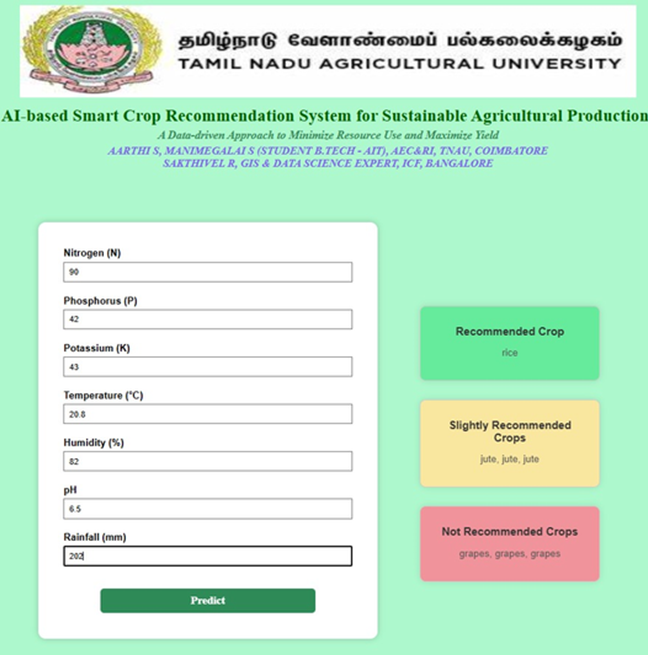 தமிழ்நாடு வேளாண்மைப் பல்கலைக்கழகம்
TAMIL NADU AGRICULTURAL UNIVERSITY
AI-based Smart Crop Recommendation System for Sustainable Agricultural Production
A Data-driven Approach to Minimize Resource Use and Maximize Yield
AARTHI S, MANIMEGALAI S (STUDENT B.TECH - AIT), AEC&RI, TNAU, COIMBATORE
SAKTHIVEL R, GIS & DATA SCIENCE EXPERT, ICF, BANGALORE
Nitrogen (N)
90
Phosphorus (P)
42
Potassium (K)
43
Temperature (°C)
20.8
Humidity (%)
82
pH
6.5
Rainfall (mm)
202
Predict
Recommended Crop
rice
Slightly Recommended
Crops
jute, jute, jute
Not Recommended Crops
grapes, grapes, grapes